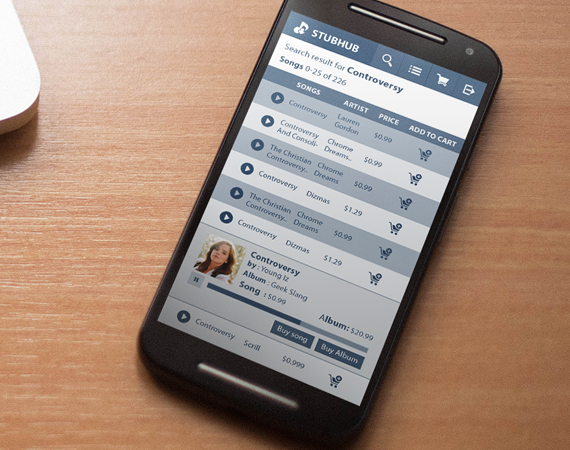 STUBHUB
Search result for Controversy
Songs 0-25 of 226
SONGS ARTIST PRICE ADD TO CART
Controversy Lauren Gordon $0.99
Controversy And Consoli- Chrome Dreams.. $0.99
The Christian Controversy.. Chrome Dreams $0.99
Controversy Dizmas $1.29
The Christian Controversy.. Chrome Dreams $0.99
Controversy Dizmas $1.29
Controversy
by : Young Iz
Album : Geek Slang
Song : $0.99
Album: $20.99
Buy song Buy Album
Controversy Scrill $0.999